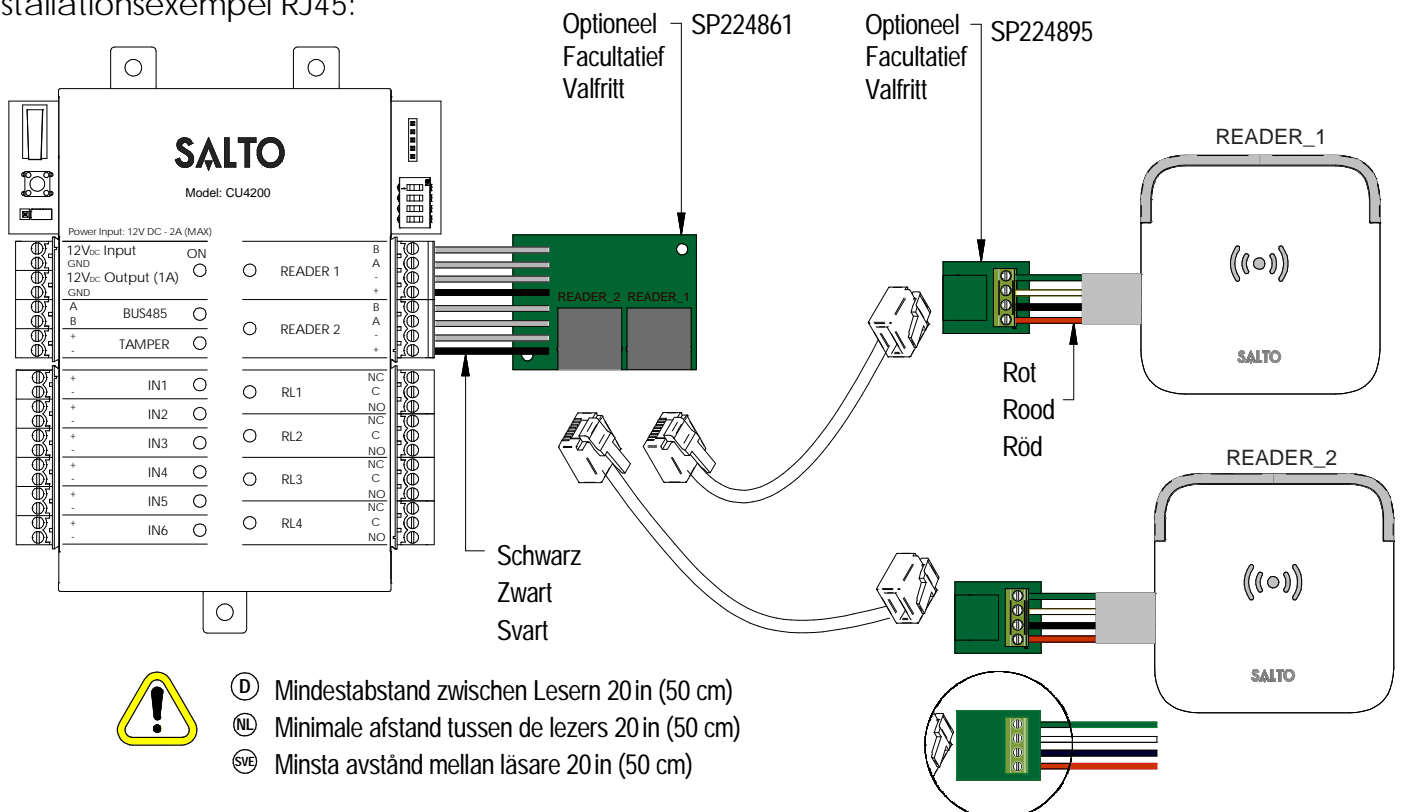 stallationsexempel RJ45:
Optioneel
Facultatief
Valfritt
SP224861
Optioneel
Facultatief
Valfritt
SP224895
READER_1
SALTO
Model: CU4200
Power Input: 12V DC - 2A (MAX)
12VDC Input ON
GND
12VDC Output (1A)
GND
A
B
BUS485
+
-
TAMPER
READER 1
B
A
-
+
READER 2
B
A
-
+
+
-
IN1
+
-
IN2
+
-
IN3
+
-
IN4
+
-
IN5
+
-
IN6
RL1
NC
C
NO
RL2
NC
C
NO
RL3
NC
C
NO
RL4
NC
C
NO
READER_2 READER_1
SALTO
Rot
Rood
Röd
READER_2
SALTO
Schwarz
Zwart
Svart
D Mindestabstand zwischen Lesern 20 in (50 cm)
NL Minimale afstand tussen de lezers 20 in (50 cm)
SVE Minsta avstånd mellan läsare 20 in (50 cm)